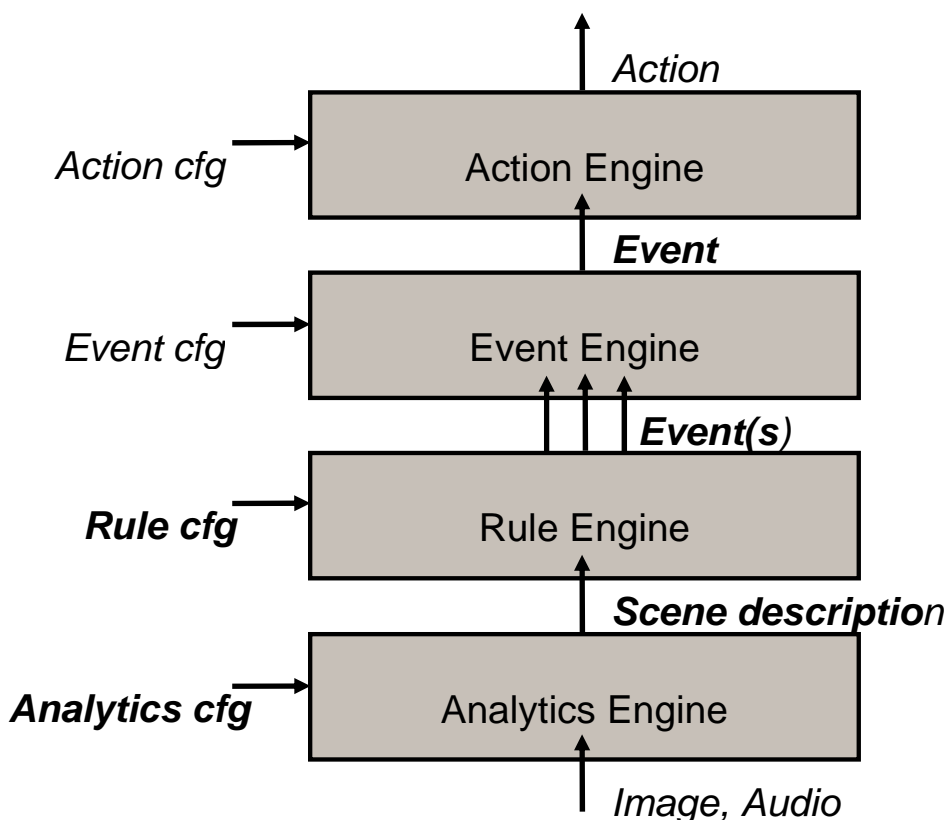 Action
Action cfg
Action Engine
Event
Event cfg
Event Engine
Event(s)
Rule cfg
Rule Engine
Scene description
Analytics cfg
Analytics Engine
Image, Audio